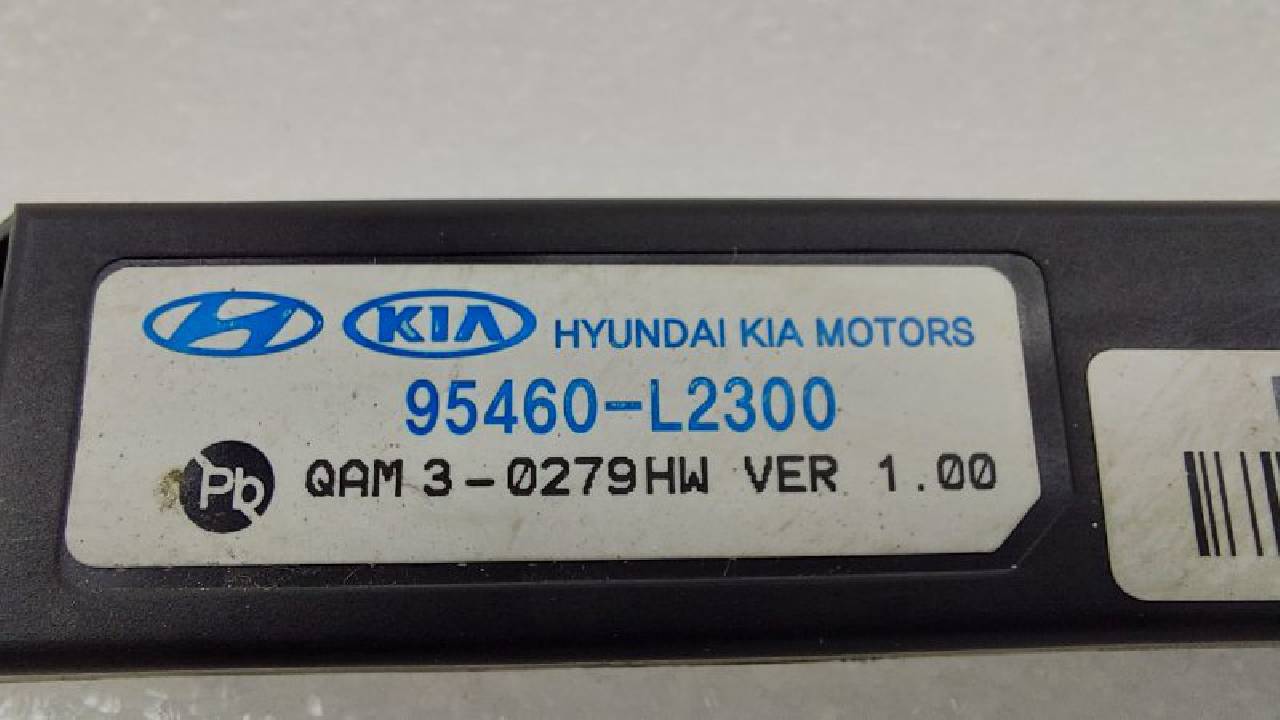 KIA HYUNDAI KIA MOTORS
95460-L2300
Pb QAM 3-0279HW VER 1.00